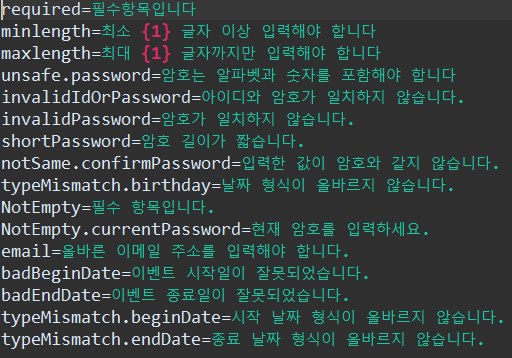 required=필수항목입니다
minlength=최소 {1} 글자 이상 입력해야 합니다
maxlength=최대 {1} 글자까지만 입력해야 합니다
unsafe.password=암호는 알파벳과 숫자를 포함해야 합니다
invalidIdOrPassword=아이디와 암호가 일치하지 않습니다.
invalidPassword=암호가 일치하지 않습니다.
shortPassword=암호 길이가 짧습니다.
notSame.confirmPassword=입력한 값이 암호와 같지 않습니다.
typeMismatch.birthday=날짜 형식이 올바르지 않습니다.
NotEmpty=필수 항목입니다.
NotEmpty.currentPassword=현재 암호를 입력하세요.
email=올바른 이메일 주소를 입력해야 합니다.
badBeginDate=이벤트 시작일이 잘못되었습니다.
badEndDate=이벤트 종료일이 잘못되었습니다.
typeMismatch.beginDate=시작 날짜 형식이 올바르지 않습니다.
typeMismatch.endDate=종료 날짜 형식이 올바르지 않습니다.